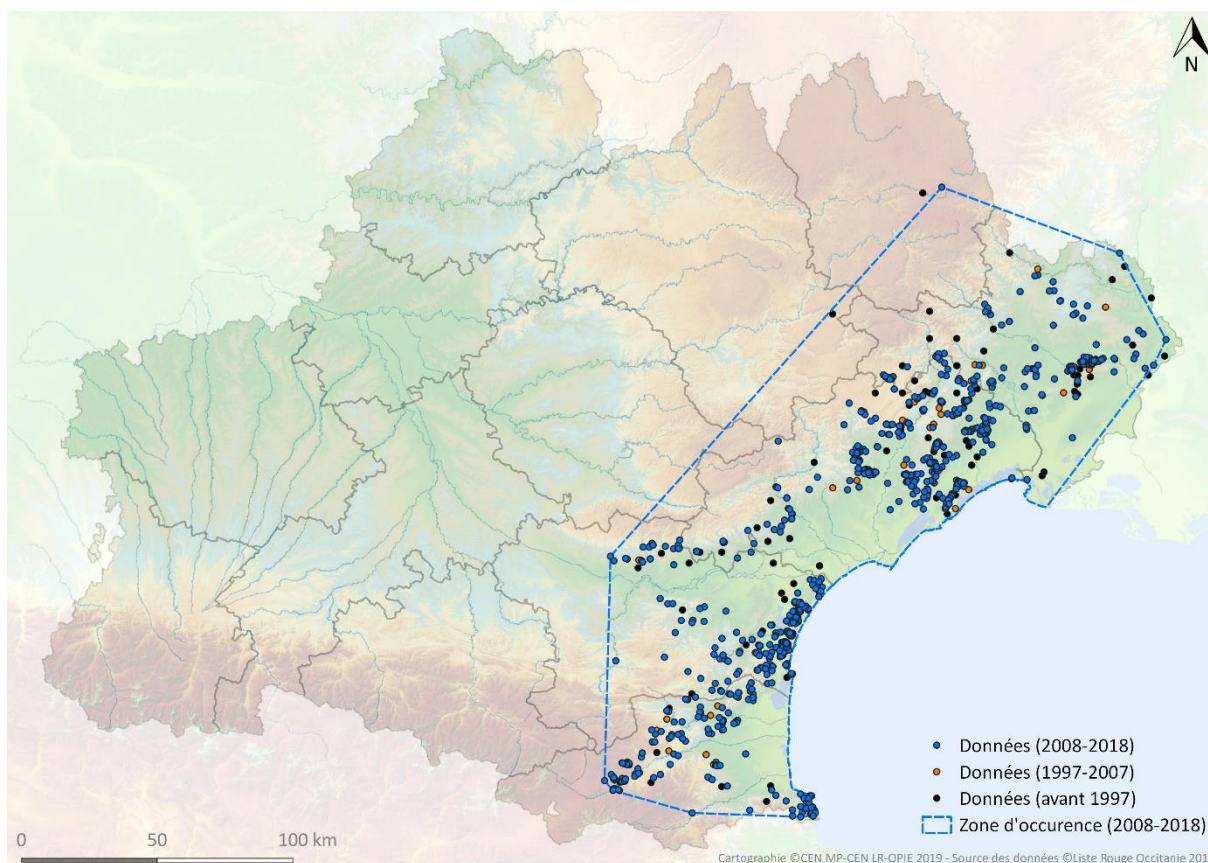 N
Données (2008-2018)
Données (1997-2007)
Données (avant 1997)
Zone d'occurence (2008-2018)
0 50 100 km
Cartographie ©CEN MP-CEN LR-OPIE 2019 - Source des données ©Liste Rouge Occitanie 201